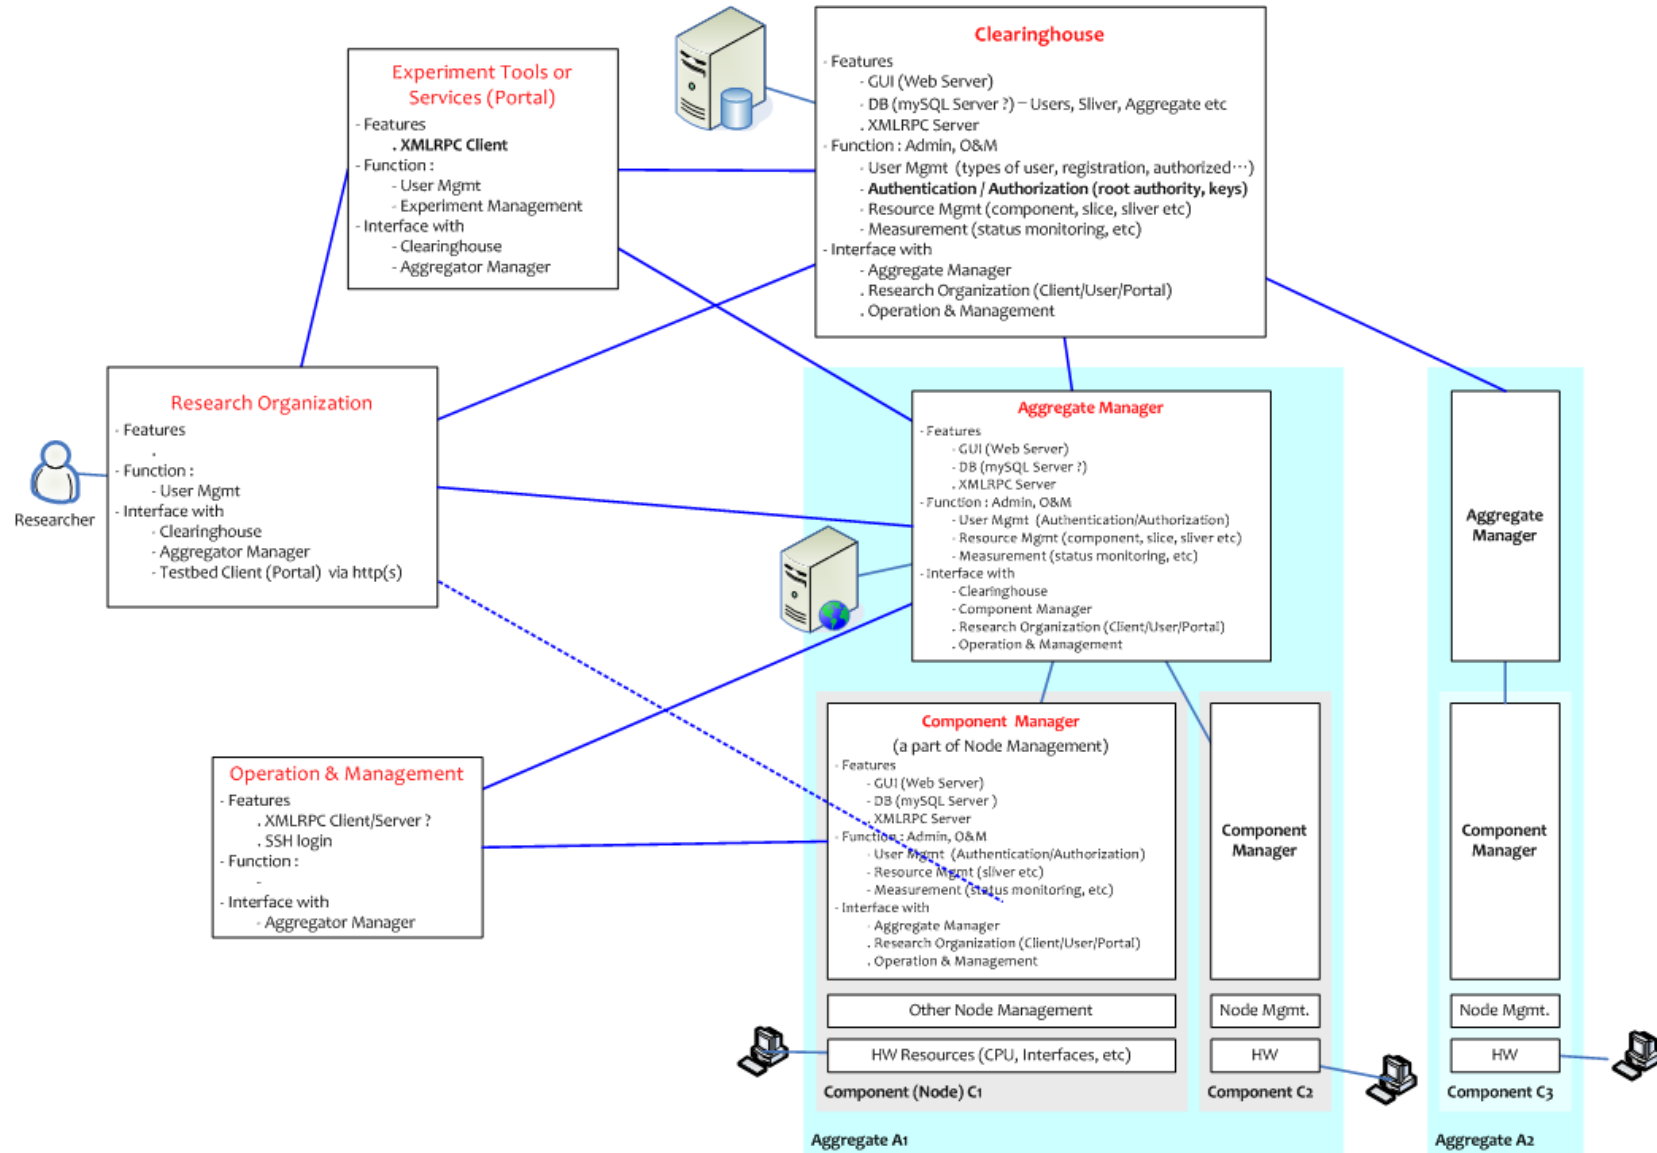 Clearinghouse
- Features
- GUI (Web Server)
- DB (mySQL Server ?) – Users, Sliver, Aggregate etc
. XMLRPC Server
- Function : Admin, O&M
- User Mgmt (types of user, registration, authorized…)
- Authentication / Authorization (root authority, keys)
- Resource Mgmt (component, slice, sliver etc)
- Measurement (status monitoring, etc)
- Interface with
- Aggregate Manager
. Research Organization (Client/User/Portal)
. Operation & Management
Experiment Tools or
Services (Portal)
- Features
. XMLRPC Client
- Function :
- User Mgmt
- Experiment Management
- Interface with
- Clearinghouse
- Aggregator Manager
Research Organization
- Features
.
- Function :
- User Mgmt
- Interface with
- Clearinghouse
- Aggregator Manager
- Testbed Client (Portal) via http(s)
Researcher
Aggregate Manager
- Features
- GUI (Web Server)
- DB (mySQL Server ?)
. XMLRPC Server
- Function : Admin, O&M
- User Mgmt (Authentication/Authorization)
- Resource Mgmt (component, slice, sliver etc)
- Measurement (status monitoring, etc)
- Interface with
- Clearinghouse
- Component Manager
. Research Organization (Client/User/Portal)
. Operation & Management
Aggregate
Manager
Operation & Management
- Features
. XMLRPC Client/Server ?
. SSH login
- Function :
-
- Interface with
- Aggregator Manager
Component Manager
(a part of Node Management)
- Features
- GUI (Web Server)
- DB (mySQL Server )
. XMLRPC Server
- Function : Admin, O&M
- User Mgmt (Authentication/Authorization)
- Resource Mgmt (sliver etc)
- Measurement (status monitoring, etc)
- Interface with
- Aggregate Manager
. Research Organization (Client/User/Portal)
. Operation & Management
Component
Manager
Component
Manager
Other Node Management
Node Mgmt.
Node Mgmt.
HW Resources (CPU, Interfaces, etc)
HW
HW
Component (Node) C1
Component C2
Component C3
Aggregate A1
Aggregate A2